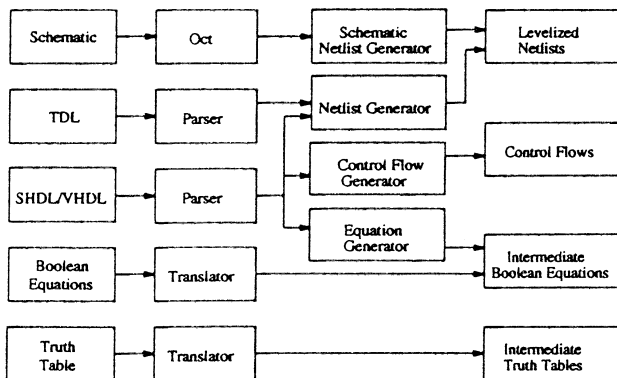 Schematic
Oct
Schematic
Netlist Generator
Levelized
Netlists
TDL
Parser
Netlist Generator
SHDL/VHDL
Parser
Control Flow
Generator
Control Flows
Equation
Generator
Boolean
Equations
Translator
Intermediate
Boolean Equations
Truth
Table
Translator
Intermediate
Truth Tables